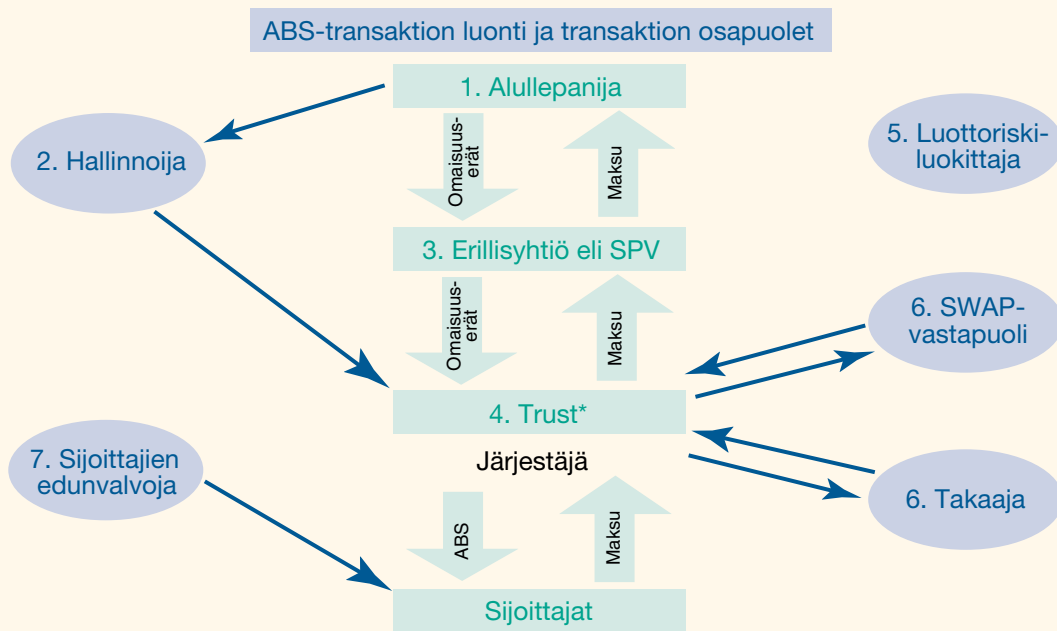 ABS-transaktion luonti ja transaktion osapuolet
1. Alullepanija
2. Hallinnoija
Omaisuus-
erät
Maksu
5. Luottoriski-
luokittaja
3. Erillisyhtiö eli SPV
Omaisuus-
erät
Maksu
6. SWAP-
vastapuoli
4. Trust*
Järjestäjä
7. Sijoittajien
edunvalvoja
6. Takaaja
ABS
Maksu
Sijoittajat